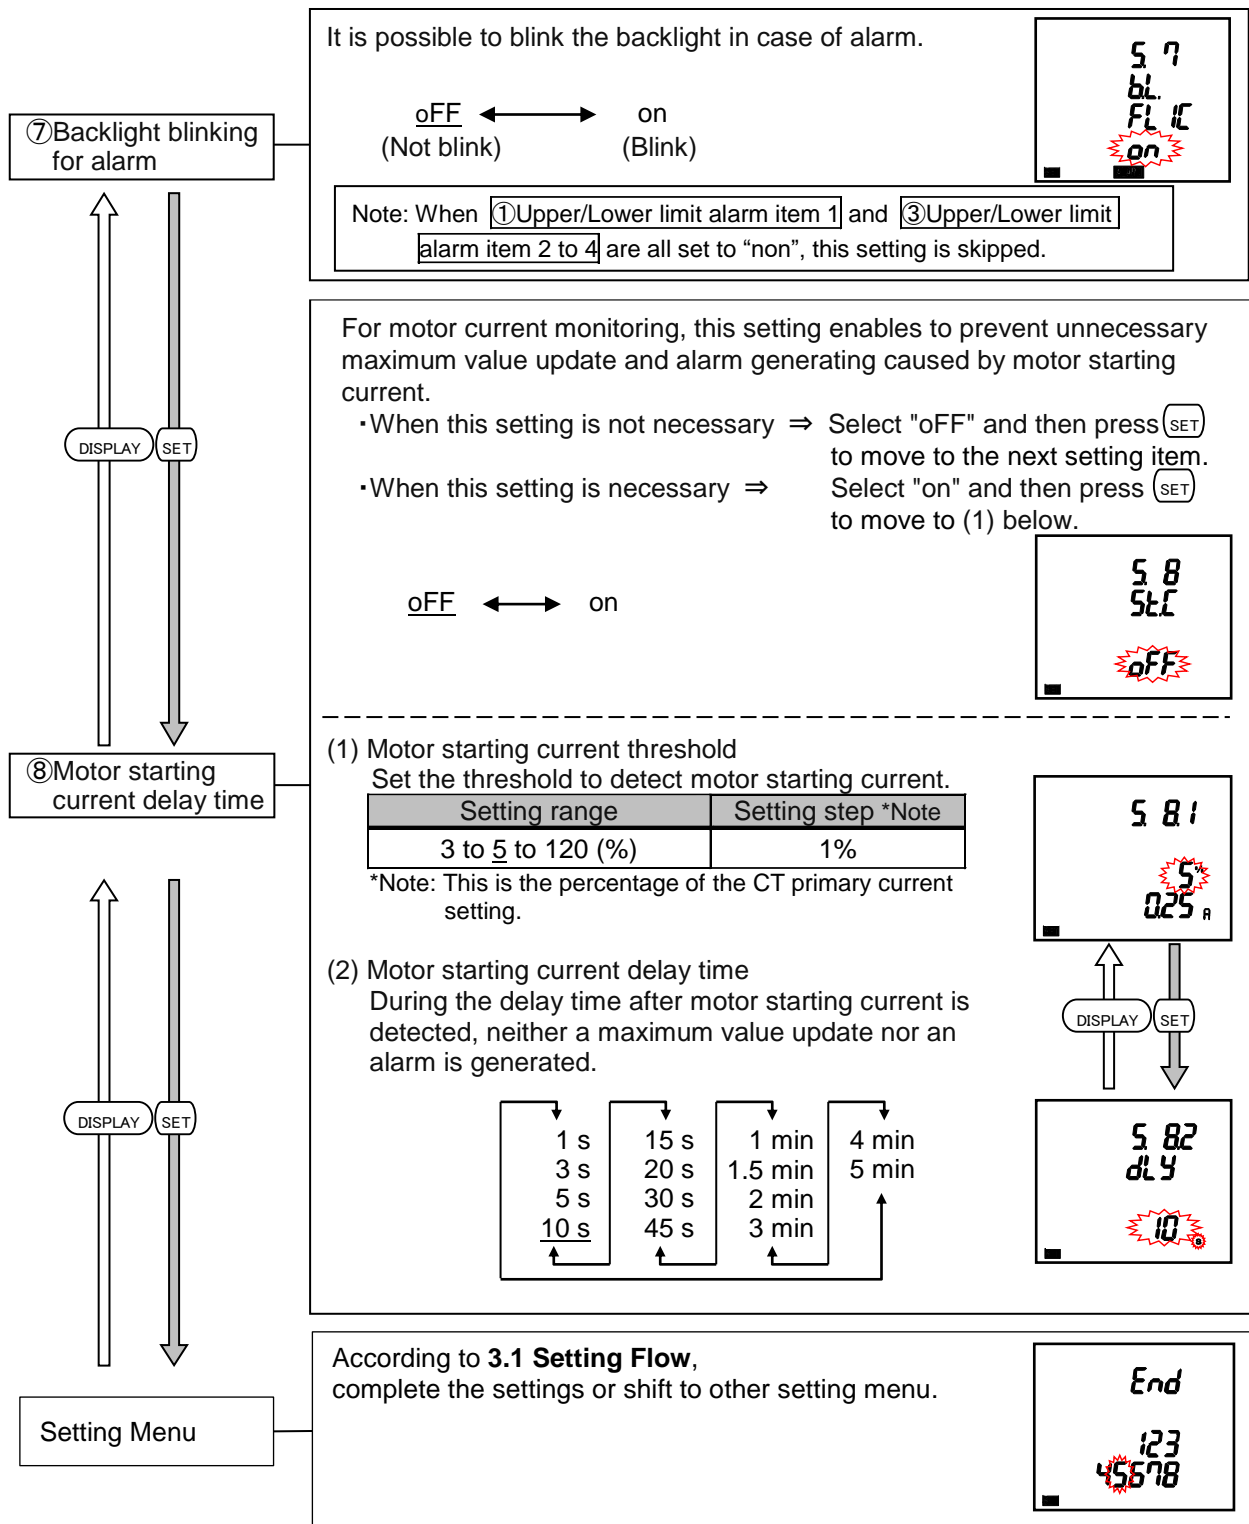 It is possible to blink the backlight in case of alarm.
oFF on
(Not blink) (Blink)
5. 7
b.L.
FL IC
on
⑦Backlight blinking
for alarm
Note: When ①Upper/Lower limit alarm item 1 and ③Upper/Lower limit
alarm item 2 to 4 are all set to “non”, this setting is skipped.
DISPLAY SET
For motor current monitoring, this setting enables to prevent unnecessary
maximum value update and alarm generating caused by motor starting
current.
・When this setting is not necessary ⇒ Select "oFF" and then press SET
to move to the next setting item.
・When this setting is necessary ⇒ Select "on" and then press SET
to move to (1) below.
oFF on
5. 8
St.C
oFF
⑧Motor starting
current delay time
(1) Motor starting current threshold
Set the threshold to detect motor starting current.
Setting range Setting step *Note
3 to 5 to 120 (%) 1%
*Note: This is the percentage of the CT primary current
setting.
5. 8.1
5 %
0.25 A
DISPLAY SET
(2) Motor starting current delay time
During the delay time after motor starting current is
detected, neither a maximum value update nor an
alarm is generated.
DISPLAY SET
1 s 15 s 1 min 4 min
3 s 20 s 1.5 min 5 min
5 s 30 s 2 min
10 s 45 s 3 min
5. 8.2
dLY
10 s
Setting Menu
According to 3.1 Setting Flow,
complete the settings or shift to other setting menu.
End
123
45678